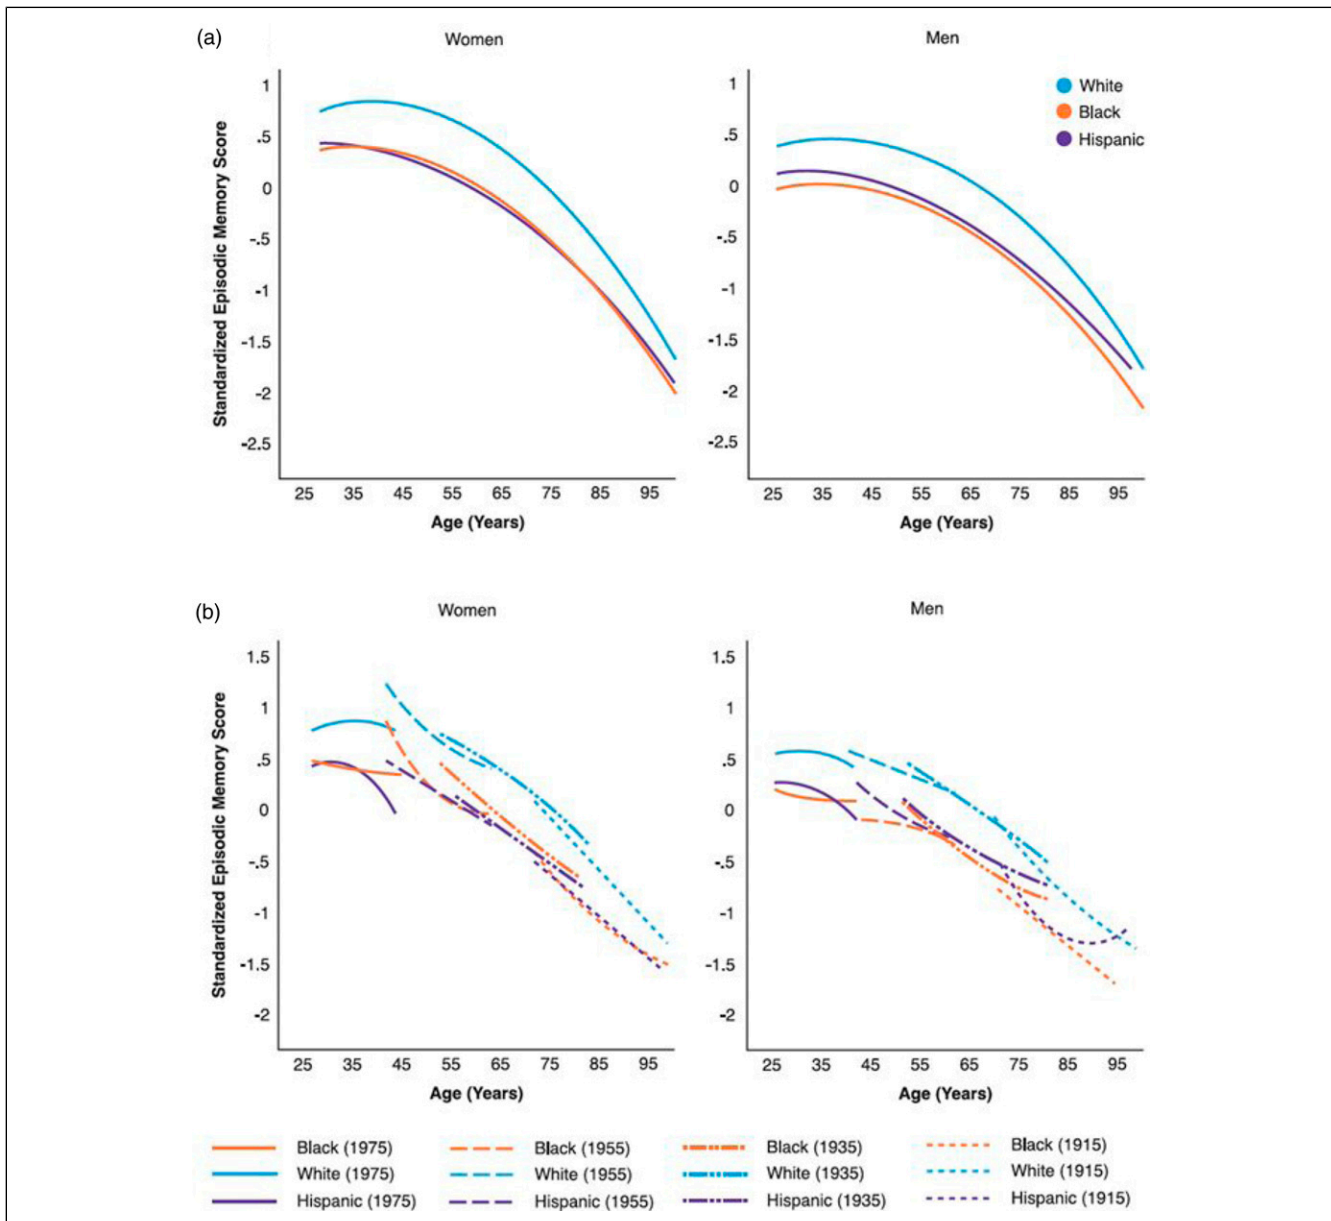 (a)
Women
Men
1
.5
0
-.5
-1
-1.5
-2
-2.5
Standardized Episodic Memory Score
25 35 45 55 65 75 85 95
Age (Years)
1
.5
0
-.5
-1
-1.5
-2
-2.5
White
Black
Hispanic
25 35 45 55 65 75 85 95
Age (Years)
(b)
Women
Men
1.5
1
.5
0
-.5
-1
-1.5
-2
Standardized Episodic Memory Score
25 35 45 55 65 75 85 95
Age (Years)
1.5
1
.5
0
-.5
-1
-1.5
-2
25 35 45 55 65 75 85 95
Age (Years)
Black (1975) Black (1955) Black (1935) Black (1915)
White (1975) White (1955) White (1935) White (1915)
Hispanic (1975) Hispanic (1955) Hispanic (1935) Hispanic (1915)